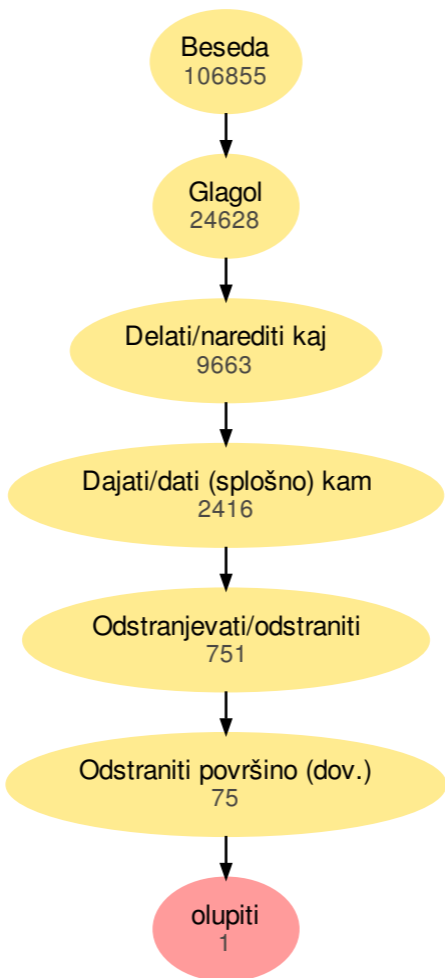 Beseda
106855
Glagol
24628
Delati/narediti kaj
9663
Dajati/dati (splošno) kam
2416
Odstranjevati/odstraniti
751
Odstraniti površino (dov.)
75
olupiti
1